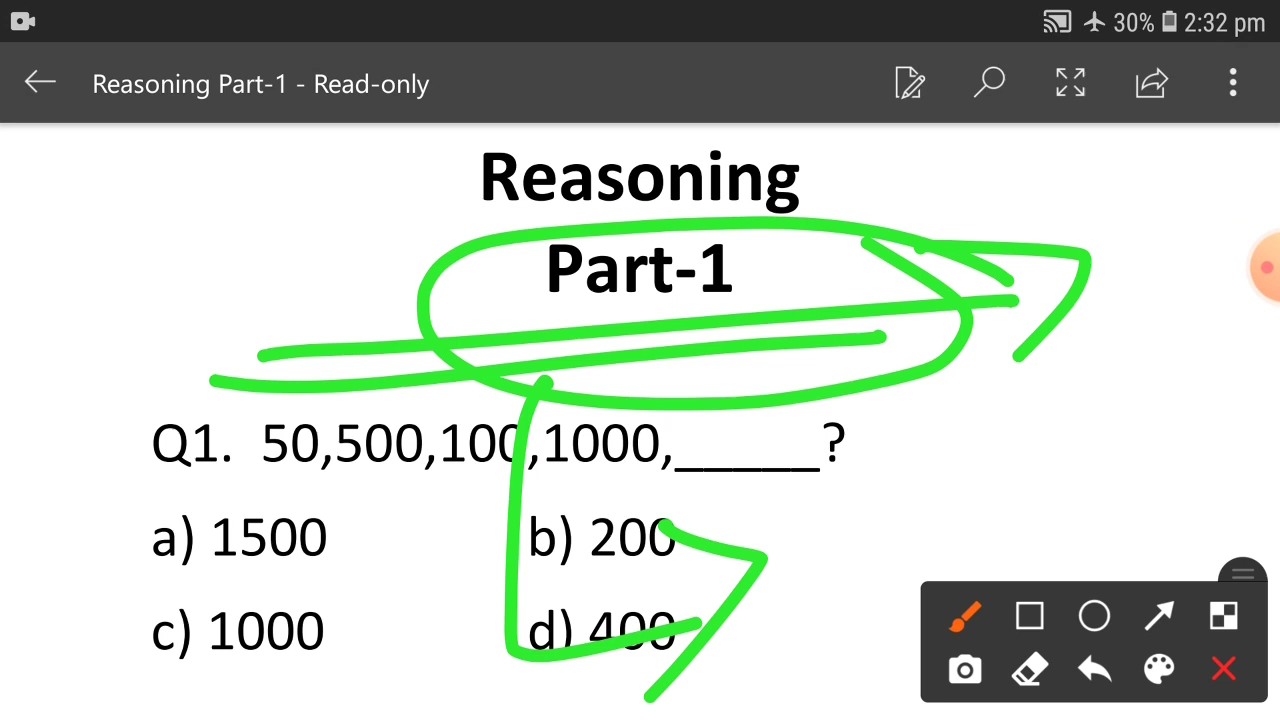 30% 2:32 pm
Reasoning Part-1 - Read-only
Reasoning
Part-1
Q1. 50,500,100,1000,_____?
a) 1500 b) 200
c) 1000 d) 400